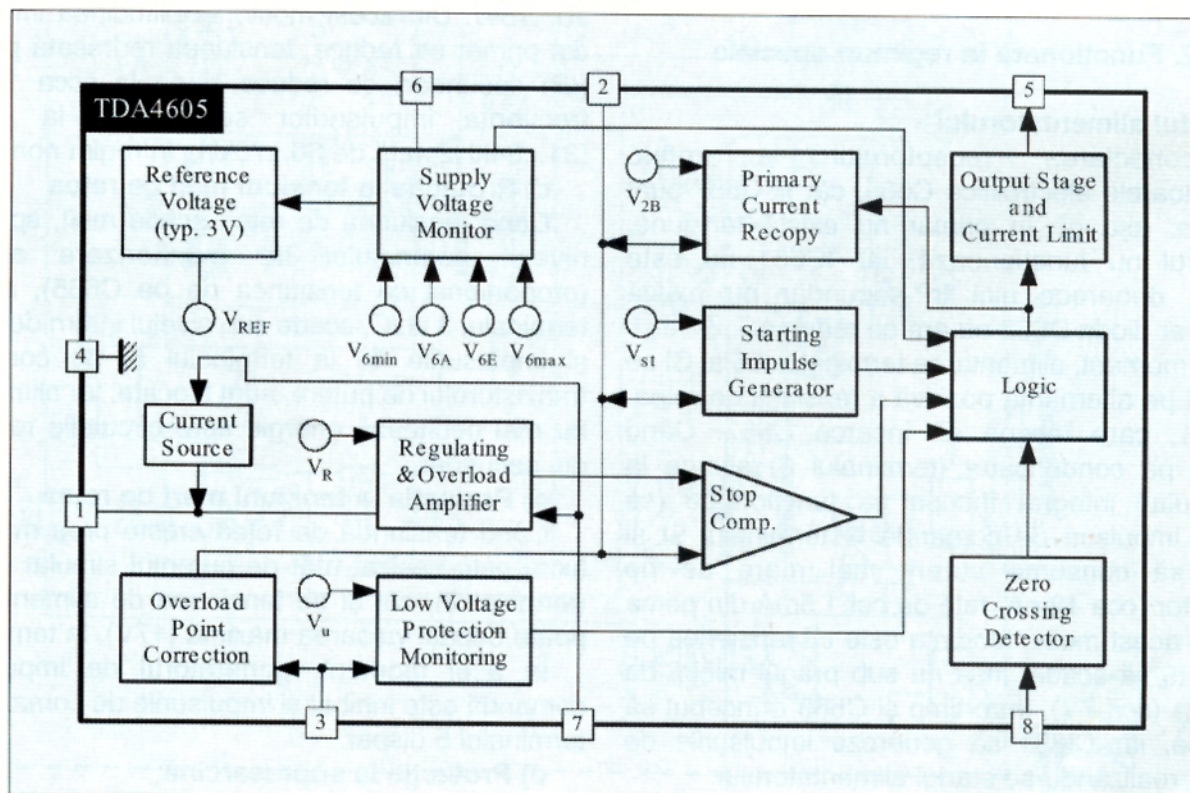 TDA4605
6
2
5
Reference
Voltage
(typ. 3V)
Supply
Voltage
Monitor
V2B
Primary
Current
Recopy
Output Stage
and
Current Limit
VREF
V6min
V6A
V6E
V6max
Vst
Starting
Impulse
Generator
Logic
4
Current
Source
VR
Regulating
&Overload
Amplifier
Stop
Comp.
1
Overload
Point
Correction
VF
Low Voltage
Protection
Monitoring
Zero
Crossing
Detector
3
7
8